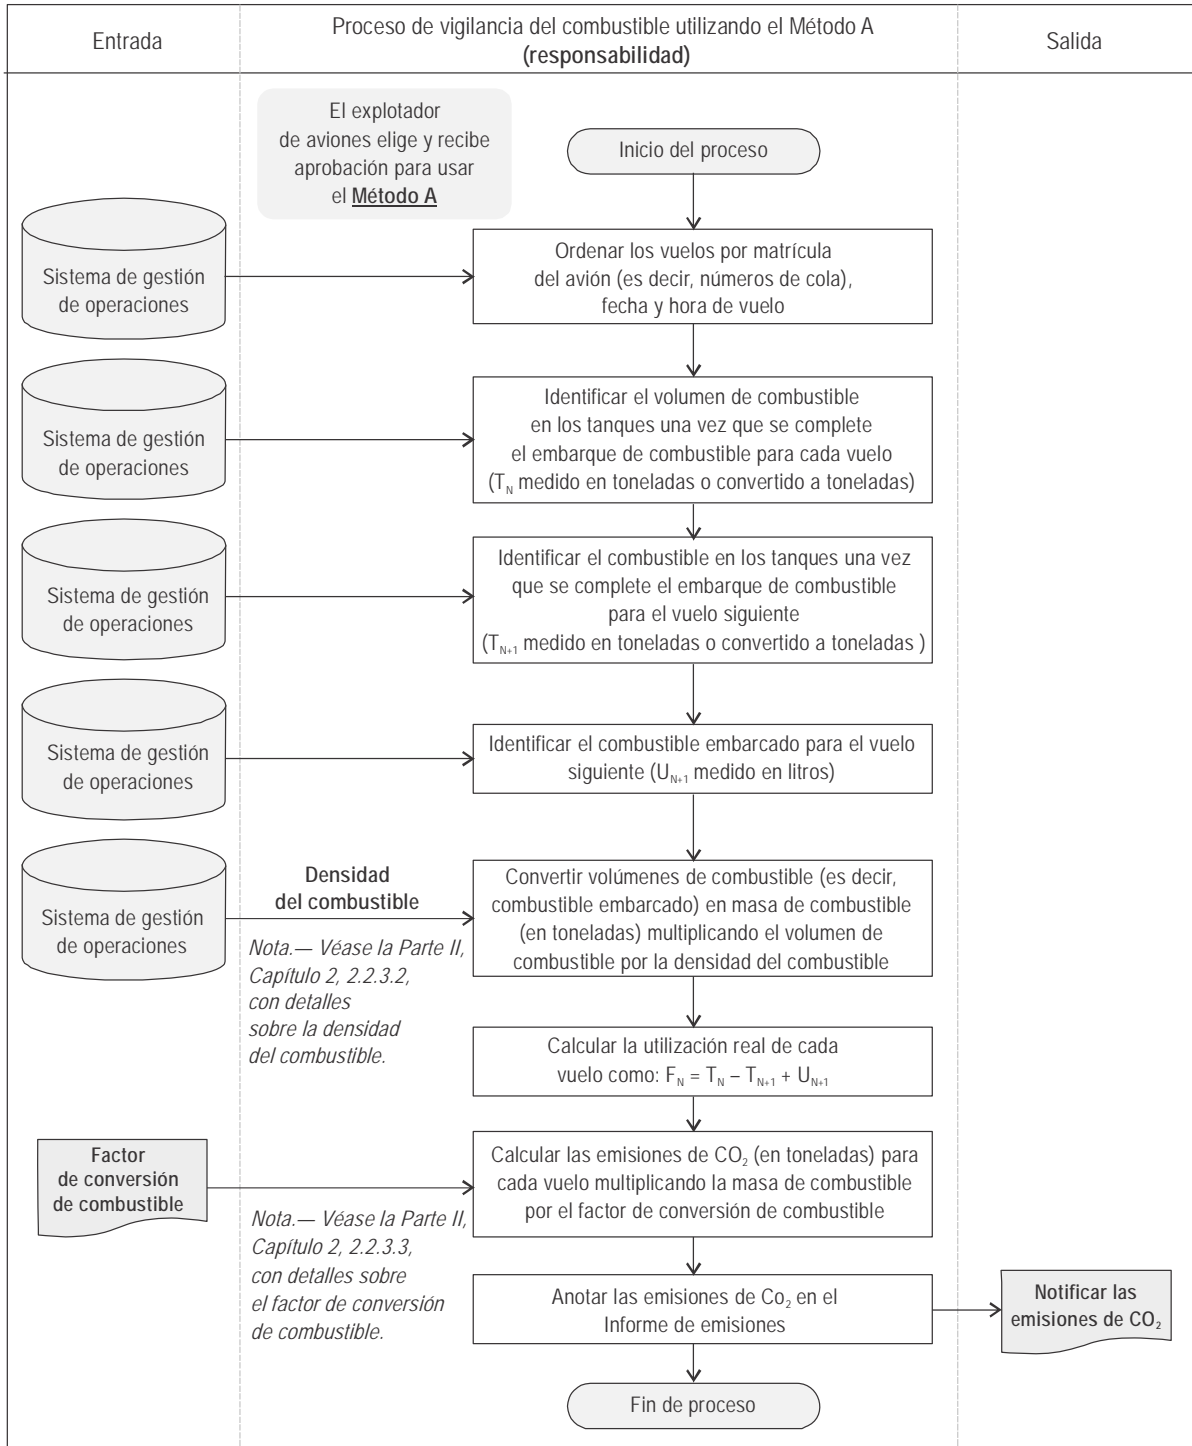 Entrada
Proceso de vigilancia del combustible utilizando el Método A
(responsabilidad)
Salida
El explotador
de aviones elige y recibe
aprobación para usar
el Método A
Inicio del proceso
Sistema de gestión
de operaciones
Ordenar los vuelos por matrícula
del avión (es decir, números de cola),
fecha y hora de vuelo
Sistema de gestión
de operaciones
Identificar el volumen de combustible
en los tanques una vez que se complete
el embarque de combustible para cada vuelo
(T_N medido en toneladas o convertido a toneladas)
Sistema de gestión
de operaciones
Identificar el combustible en los tanques una vez
que se complete el embarque de combustible
para el vuelo siguiente
(T_N+1 medido en toneladas o convertido a toneladas )
Sistema de gestión
de operaciones
Identificar el combustible embarcado para el vuelo
siguiente (U_N+1 medido en litros)
Sistema de gestión
de operaciones
Densidad
del combustible
Nota.— Véase la Parte II,
Capítulo 2, 2.2.3.2,
con detalles
sobre la densidad
del combustible.
Convertir volúmenes de combustible (es decir,
combustible embarcado) en masa de combustible
(en toneladas) multiplicando el volumen de
combustible por la densidad del combustible
Calcular la utilización real de cada
vuelo como: F_N = T_N – T_N+1 + U_N+1
Factor
de conversión
de combustible
Nota.— Véase la Parte II,
Capítulo 2, 2.2.3.3,
con detalles sobre
el factor de conversión
de combustible.
Calcular las emisiones de CO₂ (en toneladas) para
cada vuelo multiplicando la masa de combustible
por el factor de conversión de combustible
Anotar las emisiones de Co₂ en el
Informe de emisiones
Notificar las
emisiones de CO₂
Fin de proceso